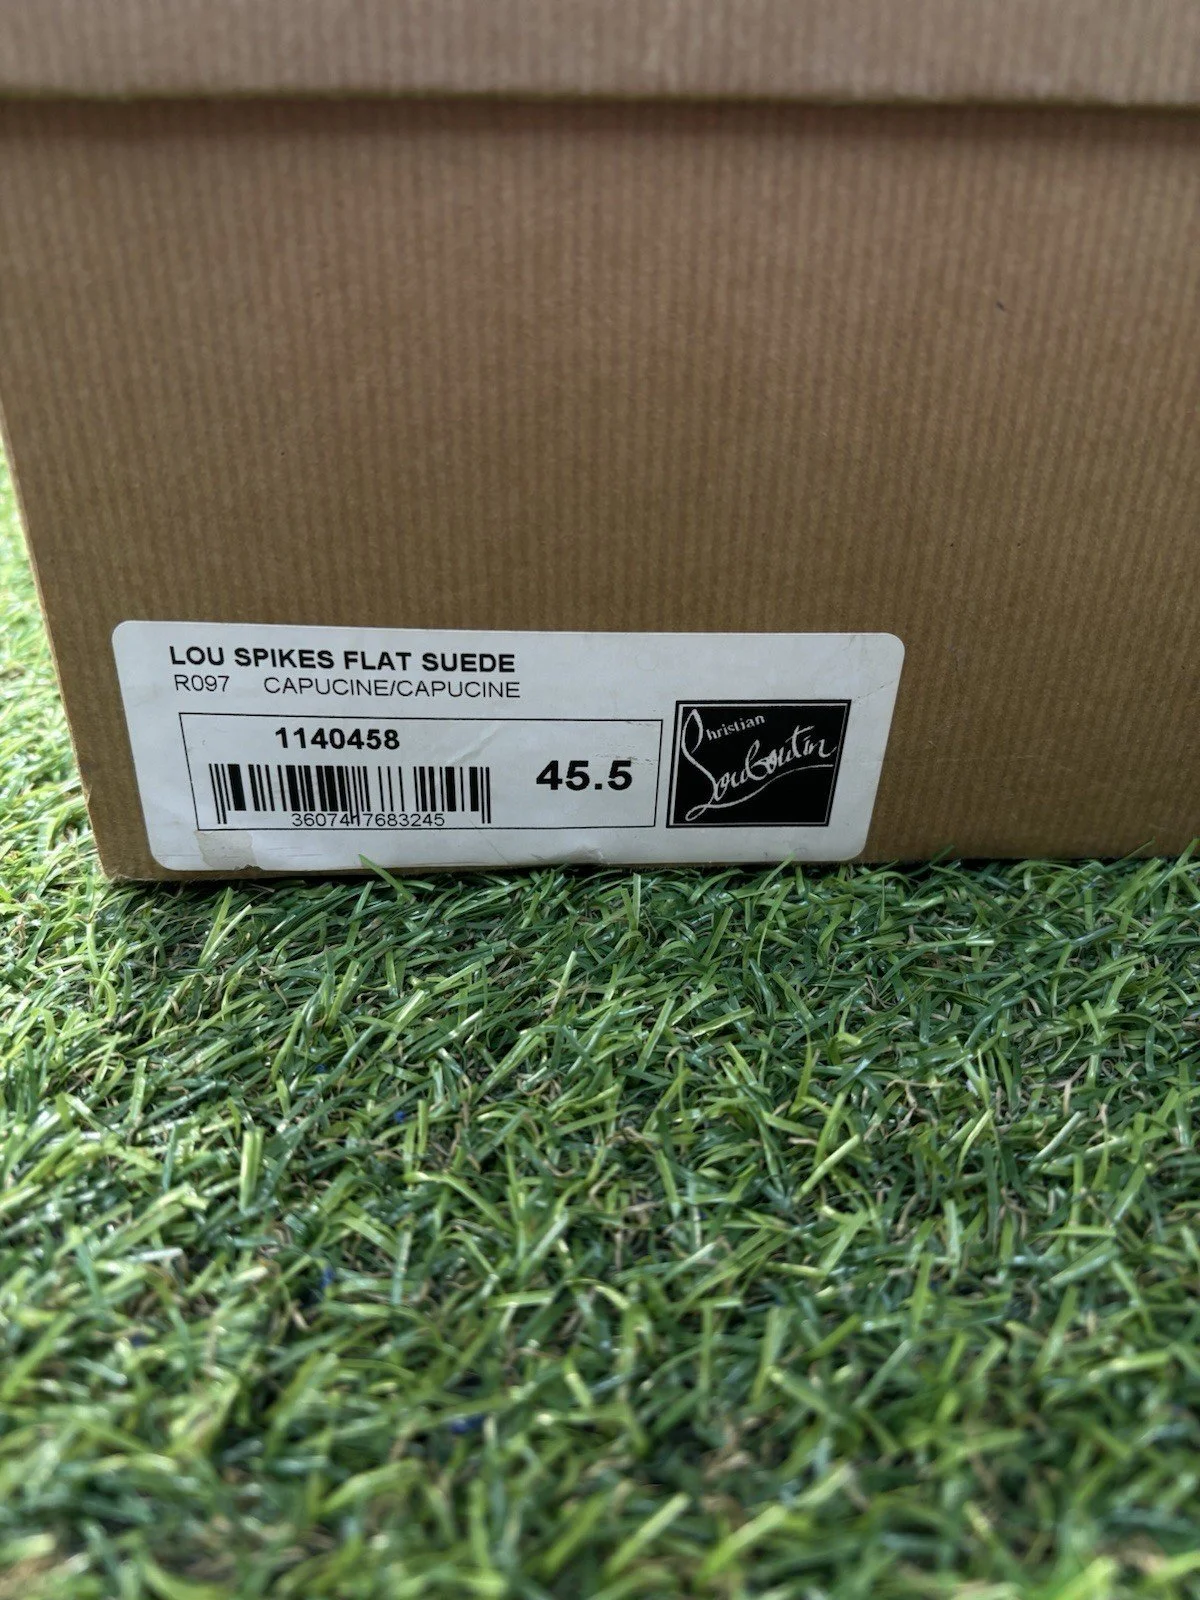 LOU SPIKES FLAT SUEDE
R097 CAPUCINE/CAPUCINE
1140458
45.5
3607417683245
Christian
Louboutin